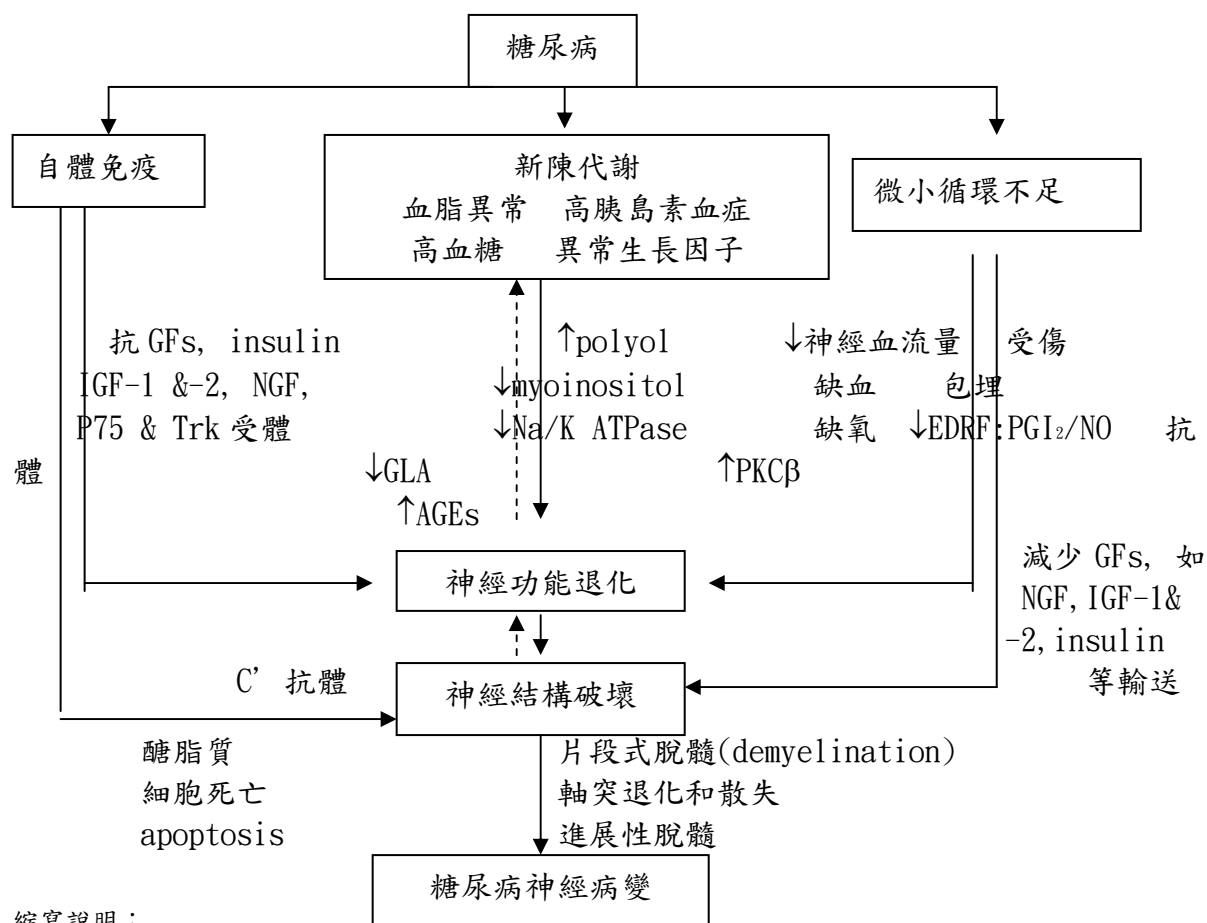 糖尿病
自體免疫
新陳代謝
血脂異常 高胰島素血症
高血糖 異常生長因子
微小循環不足
抗 GFs, insulin
IGF-1 &-2, NGF,
P75 & Trk 受體
↑polyol
↓myoinositol
↓Na/K ATPase
↓GLA
↑AGEs
↑PKCβ
↓神經血流量 受傷
缺血 包埋
缺氧 ↓EDRF:PGI₂/NO 抗
體
神經功能退化
減少 GFs, 如
NGF, IGF-1&
-2, insulin
等輸送
C’ 抗體
神經結構破壞
醣脂質
細胞死亡
apoptosis
片段式脫髓(demyelination)
軸突退化和散失
進展性脫髓
糖尿病神經病變
縮寫說明：